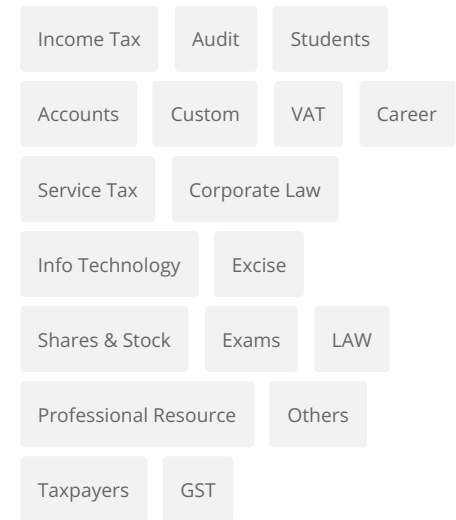 Income Tax Audit Students
Accounts Custom VAT Career
Service Tax Corporate Law
Info Technology Excise
Shares & Stock Exams LAW
Professional Resource Others
Taxpayers GST